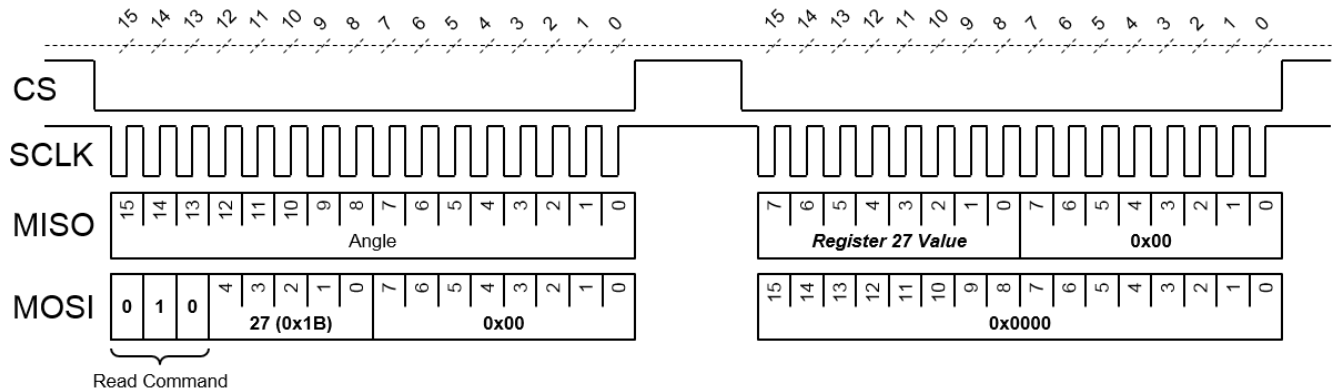 15 14 13 12 11 10 9 8 7 6 5 4 3 2 1 0 15 14 13 12 11 10 9 8 7 6 5 4 3 2 1 0
CS
SCLK
MISO 15 14 13 12 11 10 9 8 7 6 5 4 3 2 1 0 7 6 5 4 3 2 1 0 7 6 5 4 3 2 1 0
Angle Register 27 Value 0x00
MOSI 0 1 0 4 3 2 1 0 7 6 5 4 3 2 1 0 15 14 13 12 11 10 9 8 7 6 5 4 3 2 1 0
27 (0x1B) 0x00 0x0000
Read Command